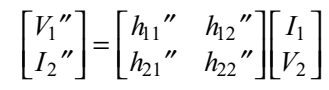 [V₁″; I₂″] = [h₁₁″ h₁₂″; h₂₁″ h₂₂″] [I₁; V₂]